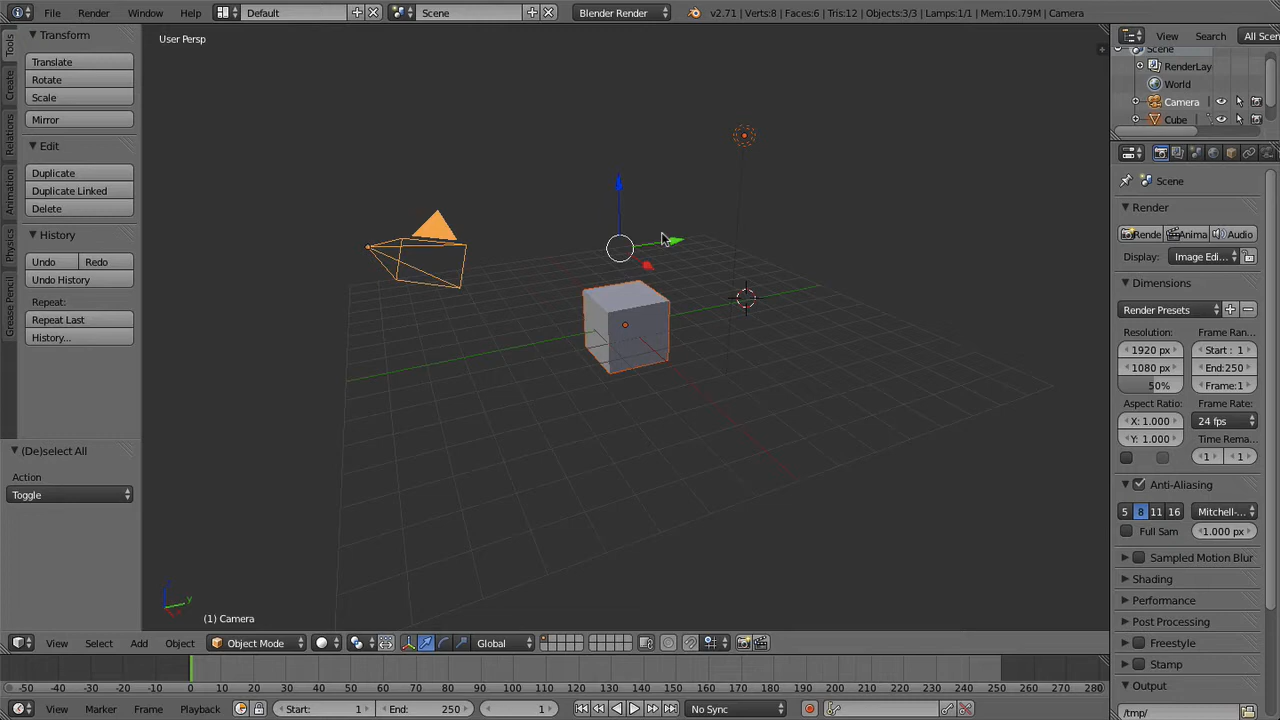 File Render Window Help Default Scene Blender Render v2.71 | Verts:8 | Faces:6 | Tris:12 | Objects:3/3 | Lamps:1/1 | Mem:10.79M | Camera
Tools
Create
Relations
Animation
Physics
Grease Pencil
Transform
Translate
Rotate
Scale
Mirror
Edit
Duplicate
Duplicate Linked
Delete
History
Undo Redo
Undo History
Repeat:
Repeat Last
History...
(De)select All
Action
Toggle
User Persp
y
(1) Camera
View Search All Scen
Scene
RenderLay
World
Camera
Cube
Scene
Render
Rende Anima Audio
Display: Image Edi...
Dimensions
Render Presets
Resolution: Frame Ran...
1920 px Start : 1
1080 px End:250
50% Frame:1
Aspect Ratio: Frame Rate:
X: 1.000 24 fps
Y: 1.000 Time Rema...
1 1
Anti-Aliasing
5 8 11 16 Mitchell-...
Full Sam 1.000 px
Sampled Motion Blur
Shading
Performance
Post Processing
Freestyle
Stamp
Output
/tmp/
View Select Add Object Object Mode Global
-50 -40 -30 -20 -10 0 10 20 30 40 50 60 70 80 90 100 110 120 130 140 150 160 170 180 190 200 210 220 230 240 250 260 270 280
View Marker Frame Playback Start: 1 End: 250 1 No Sync